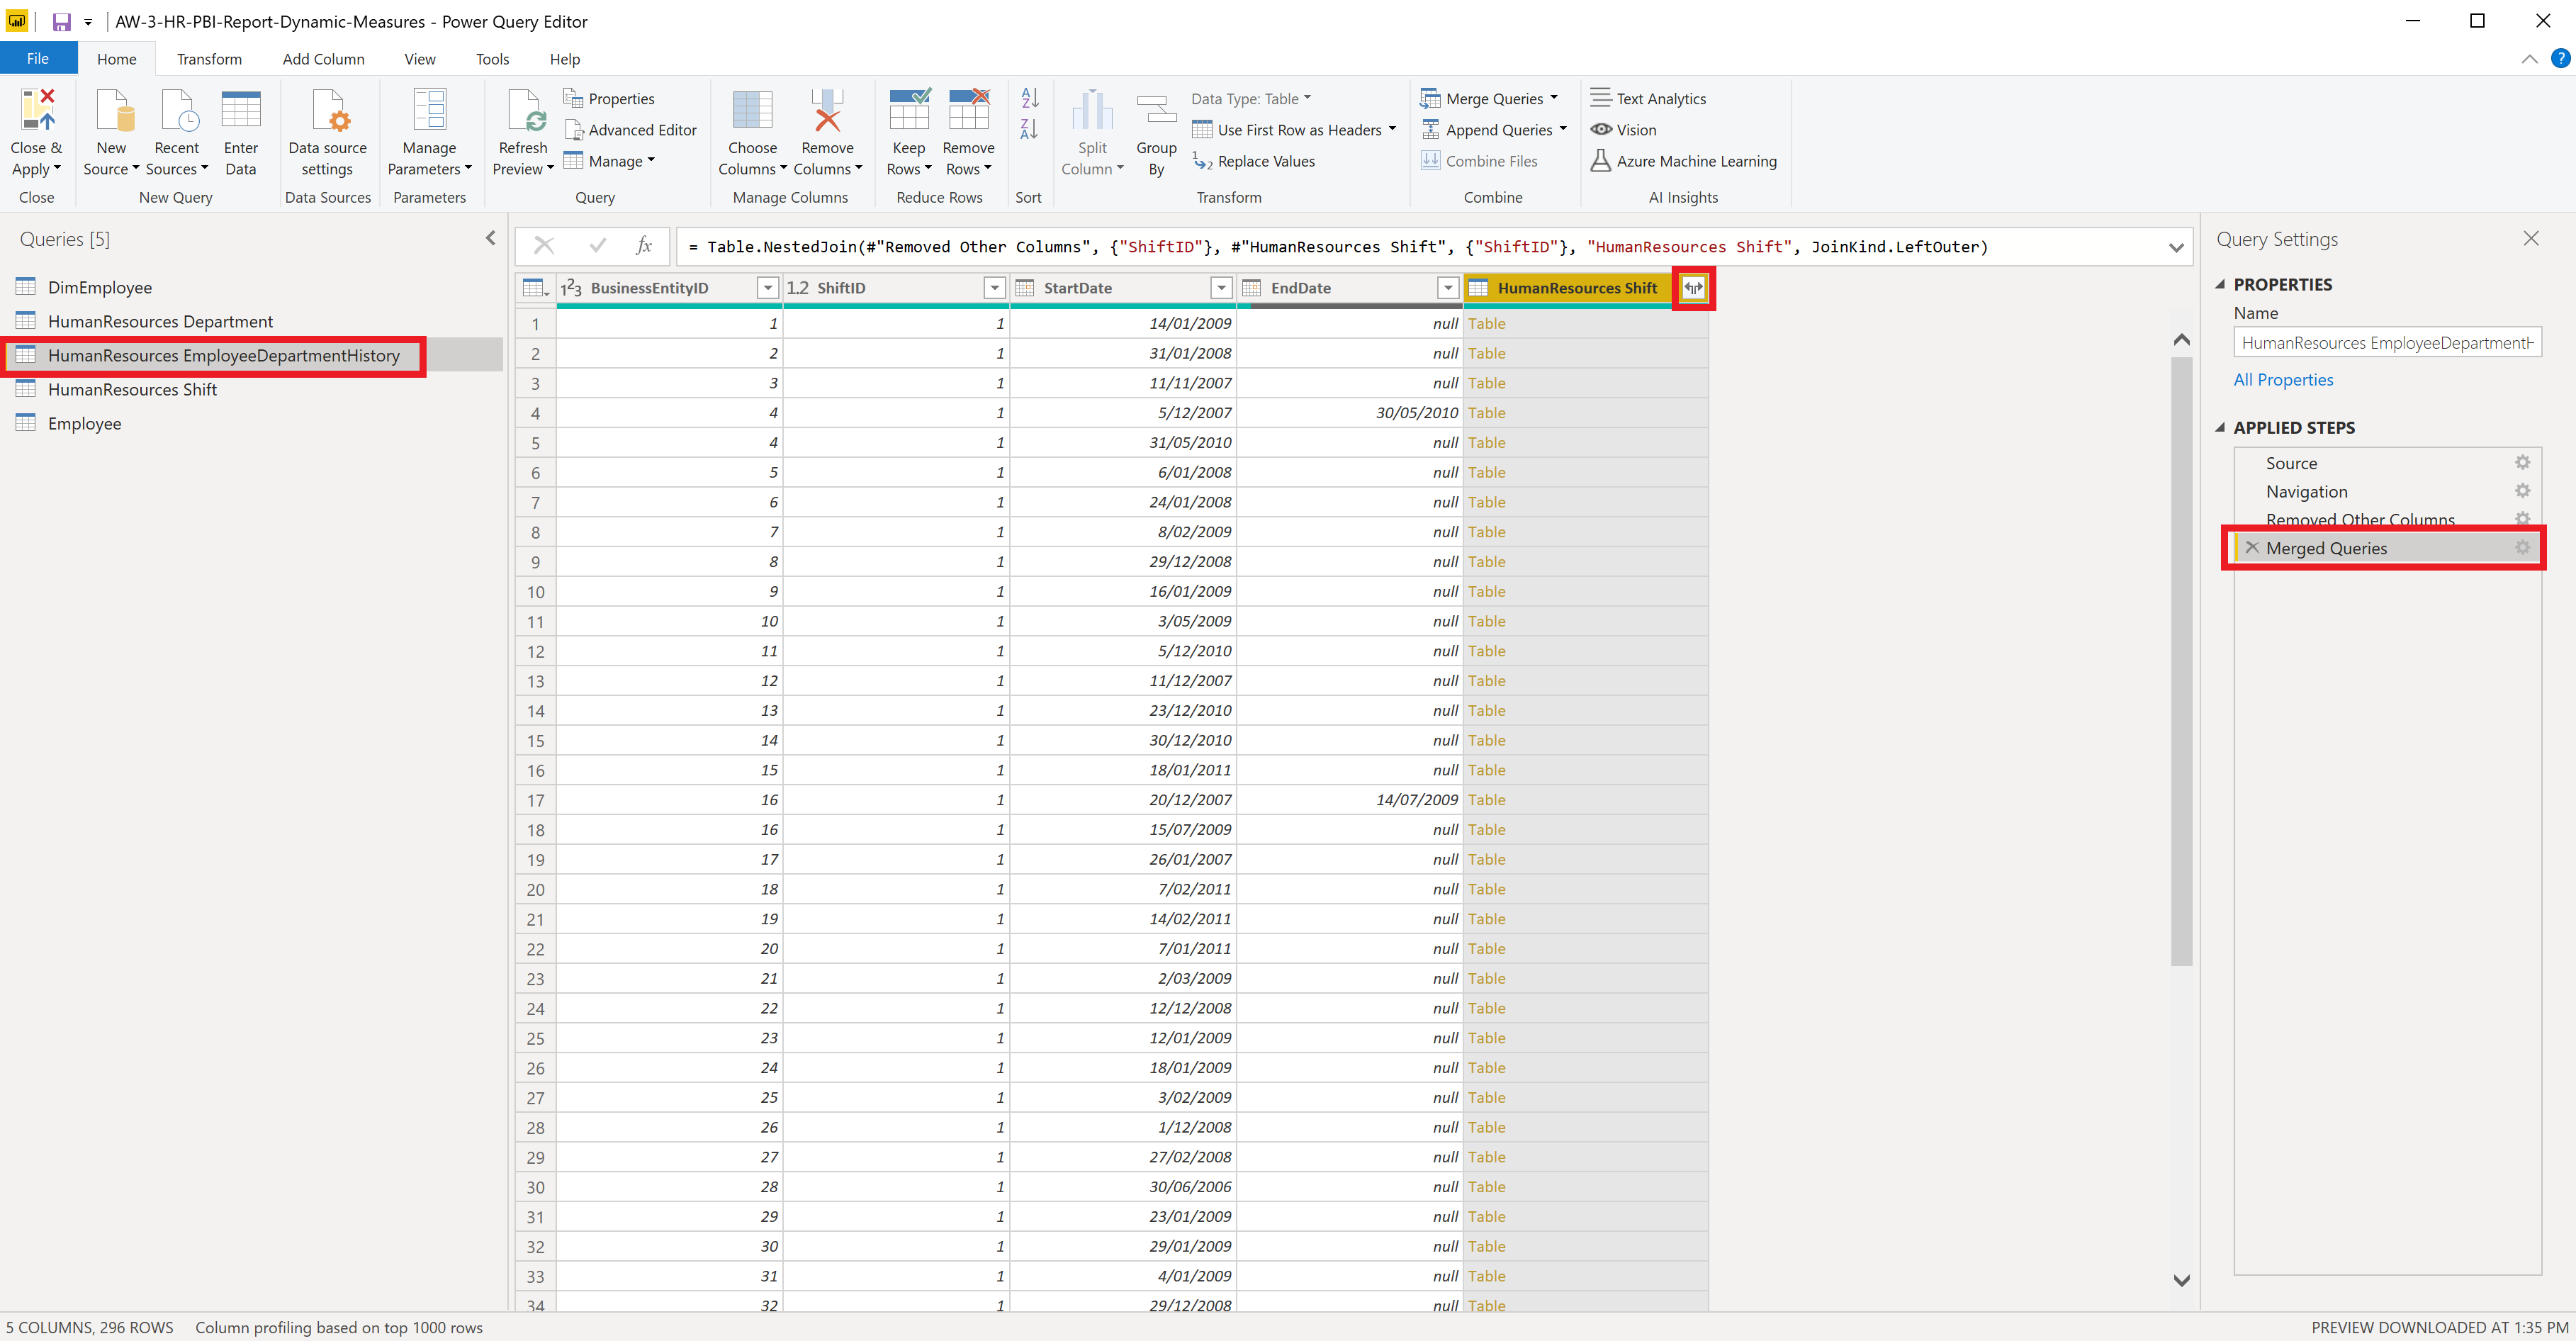 AW-3-HR-PBI-Report-Dynamic-Measures - Power Query Editor
File Home Transform Add Column View Tools Help
Close & Apply
New Source
Recent Sources
Enter Data
Data source settings
Manage Parameters
Refresh Preview
Properties
Advanced Editor
Manage
Choose Columns
Remove Columns
Keep Rows
Remove Rows
Split Column
Group By
Data Type: Table
Use First Row as Headers
Replace Values
Merge Queries
Append Queries
Combine Files
Text Analytics
Vision
Azure Machine Learning
Close New Query Data Sources Parameters Query Manage Columns Reduce Rows Sort Transform Combine AI Insights
Queries [5]
DimEmployee
HumanResources Department
HumanResources EmployeeDepartmentHistory
HumanResources Shift
Employee
fx = Table.NestedJoin(#"Removed Other Columns", {"ShiftID"}, #"HumanResources Shift", {"ShiftID"}, "HumanResources Shift", JoinKind.LeftOuter)
123 BusinessEntityID 1.2 ShiftID StartDate EndDate HumanResources Shift
1 1 1 14/01/2009 null Table
2 2 1 31/01/2008 null Table
3 3 1 11/11/2007 null Table
4 4 1 5/12/2007 30/05/2010 Table
5 4 1 31/05/2010 null Table
6 5 1 6/01/2008 null Table
7 6 1 24/01/2008 null Table
8 7 1 8/02/2009 null Table
9 8 1 29/12/2008 null Table
10 9 1 16/01/2009 null Table
11 10 1 3/05/2009 null Table
12 11 1 5/12/2010 null Table
13 12 1 11/12/2007 null Table
14 13 1 23/12/2010 null Table
15 14 1 30/12/2010 null Table
16 15 1 18/01/2011 null Table
17 16 1 20/12/2007 14/07/2009 Table
18 16 1 15/07/2009 null Table
19 17 1 26/01/2007 null Table
20 18 1 7/02/2011 null Table
21 19 1 14/02/2011 null Table
22 20 1 7/01/2011 null Table
23 21 1 2/03/2009 null Table
24 22 1 12/12/2008 null Table
25 23 1 12/01/2009 null Table
26 24 1 18/01/2009 null Table
27 25 1 3/02/2009 null Table
28 26 1 1/12/2008 null Table
29 27 1 27/02/2008 null Table
30 28 1 30/06/2006 null Table
31 29 1 23/01/2009 null Table
32 30 1 29/01/2009 null Table
33 31 1 4/01/2009 null Table
34 32 1 29/12/2008 null Table
Query Settings
PROPERTIES
Name
HumanResources EmployeeDepartmentH
All Properties
APPLIED STEPS
Source
Navigation
Removed Other Columns
Merged Queries
5 COLUMNS, 296 ROWS Column profiling based on top 1000 rows
PREVIEW DOWNLOADED AT 1:35 PM